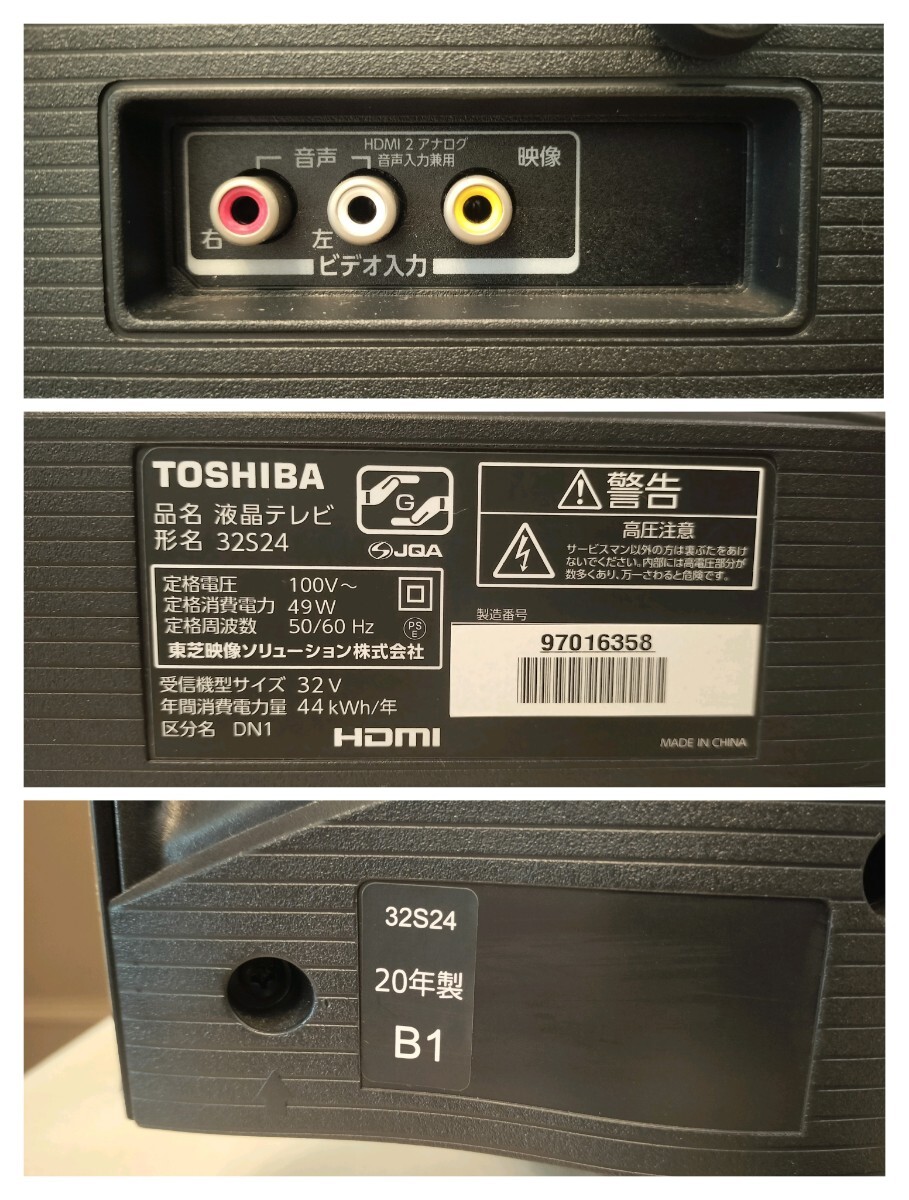 音声
HDMI 2 アナログ
音声入力兼用
映像
右
左
ビデオ入力
TOSHIBA
品名 液晶テレビ
形名 32S24
G
JQA
定格電圧 100V～
定格消費電力 49W
定格周波数 50/60 Hz
PS
E
東芝映像ソリューション株式会社
受信機型サイズ 32V
年間消費電力量 44kWh/年
区分名 DN1
HDMI
警告
高圧注意
サービスマン以外の方は裏ぶたをあけ
ないでください。内部には高電圧部分が
数多くあり、万一さわると危険です。
製造番号
97016358
MADE IN CHINA
32S24
20年製
B1